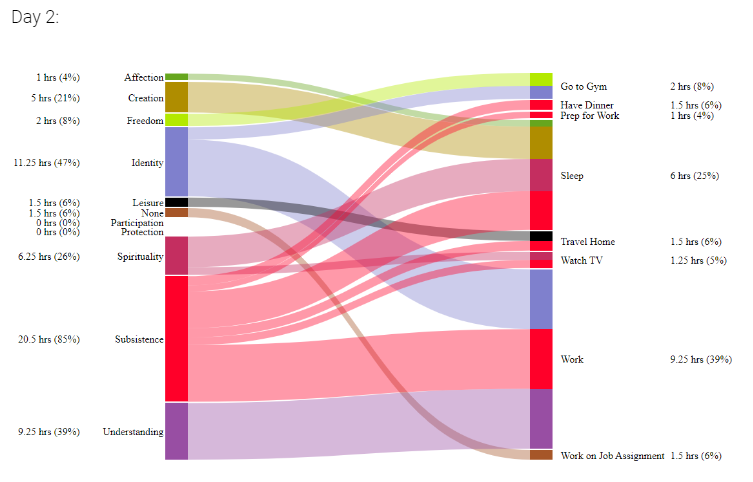 Day 2:
1 hrs (4%) Affection
5 hrs (21%) Creation
2 hrs (8%) Freedom
11.25 hrs (47%) Identity
1.5 hrs (6%) Leisure
1.5 hrs (6%) None
0 hrs (0%) Participation
0 hrs (0%) Protection
6.25 hrs (26%) Spirituality
20.5 hrs (85%) Subsistence
9.25 hrs (39%) Understanding
Go to Gym 2 hrs (8%)
Have Dinner 1.5 hrs (6%)
Prep for Work 1 hrs (4%)
Sleep 6 hrs (25%)
Travel Home 1.5 hrs (6%)
Watch TV 1.25 hrs (5%)
Work 9.25 hrs (39%)
Work on Job Assignment 1.5 hrs (6%)